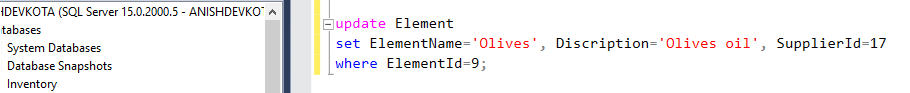 HDEVKOTA (SQL Server 15.0.2000.5 - ANISHDEVKOT
tabases
System Databases
Database Snapshots
Inventory
update Element
set ElementName='Olives', Discription='Olives oil', SupplierId=17
where ElementId=9;